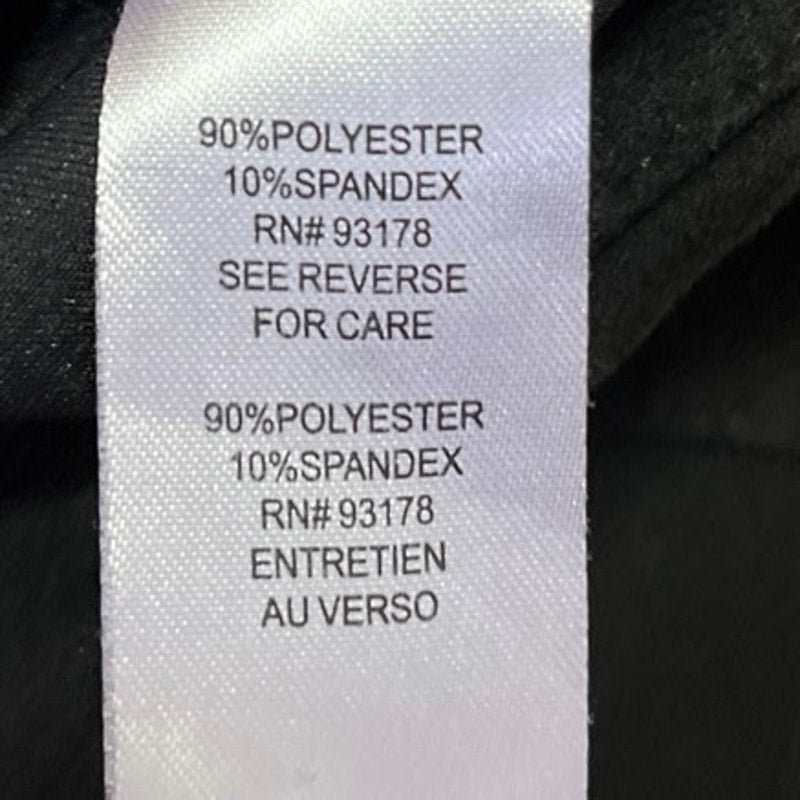 90%POLYESTER
10%SPANDEX
RN# 93178
SEE REVERSE
FOR CARE
90%POLYESTER
10%SPANDEX
RN# 93178
ENTRETIEN
AU VERSO